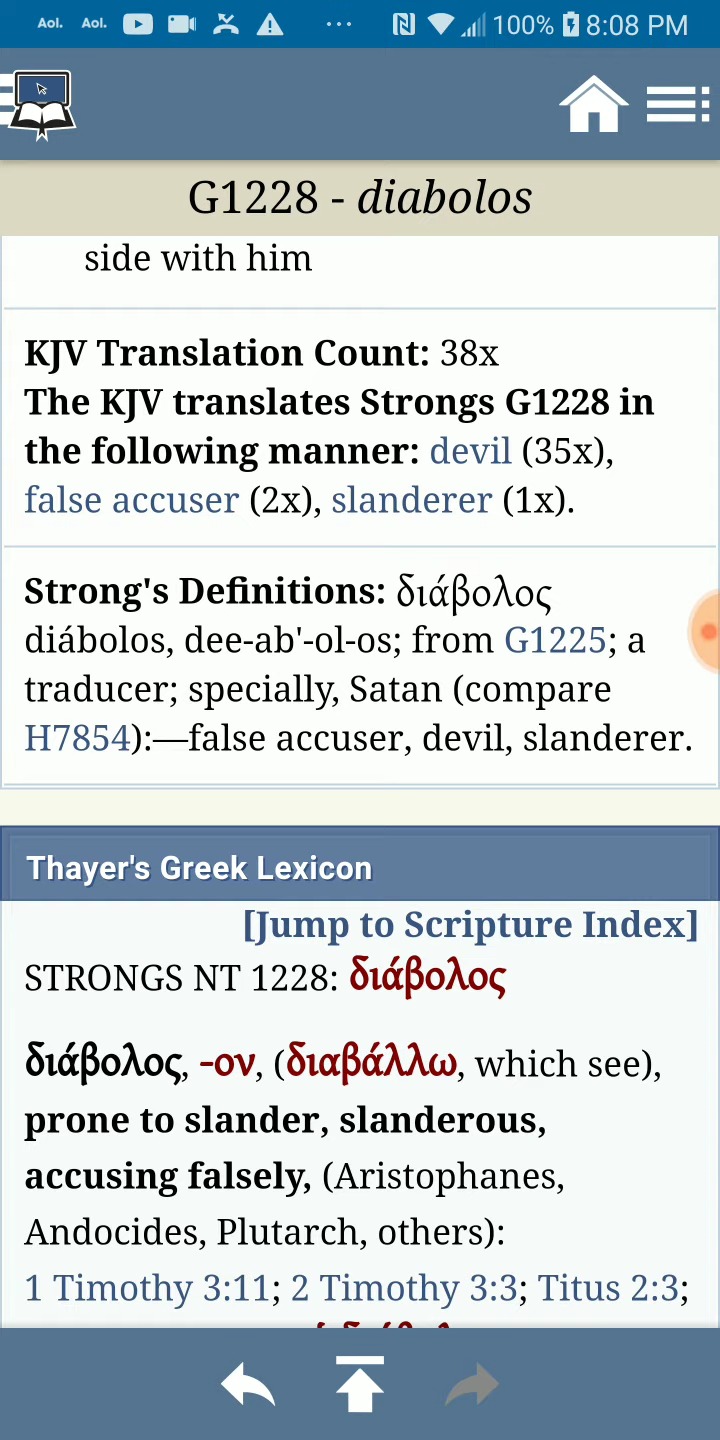 Aol. Aol. ... 100% 8:08 PM
G1228 - diabolos
side with him
KJV Translation Count: 38x
The KJV translates Strongs G1228 in
the following manner: devil (35x),
false accuser (2x), slanderer (1x).
Strong's Definitions: διάβολος
diábolos, dee-ab'-ol-os; from G1225; a
traducer; specially, Satan (compare
H7854):—false accuser, devil, slanderer.
Thayer's Greek Lexicon
[Jump to Scripture Index]
STRONGS NT 1228: διάβολος
διάβολος, -ον, (διαβάλλω, which see),
prone to slander, slanderous,
accusing falsely, (Aristophanes,
Andocides, Plutarch, others):
1 Timothy 3:11; 2 Timothy 3:3; Titus 2:3;